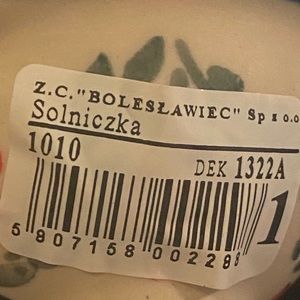 Z.C."BOLESŁAWIEC" Sp z o.o
Solniczka
1010 DEK 1322A
5 907158 002288
1